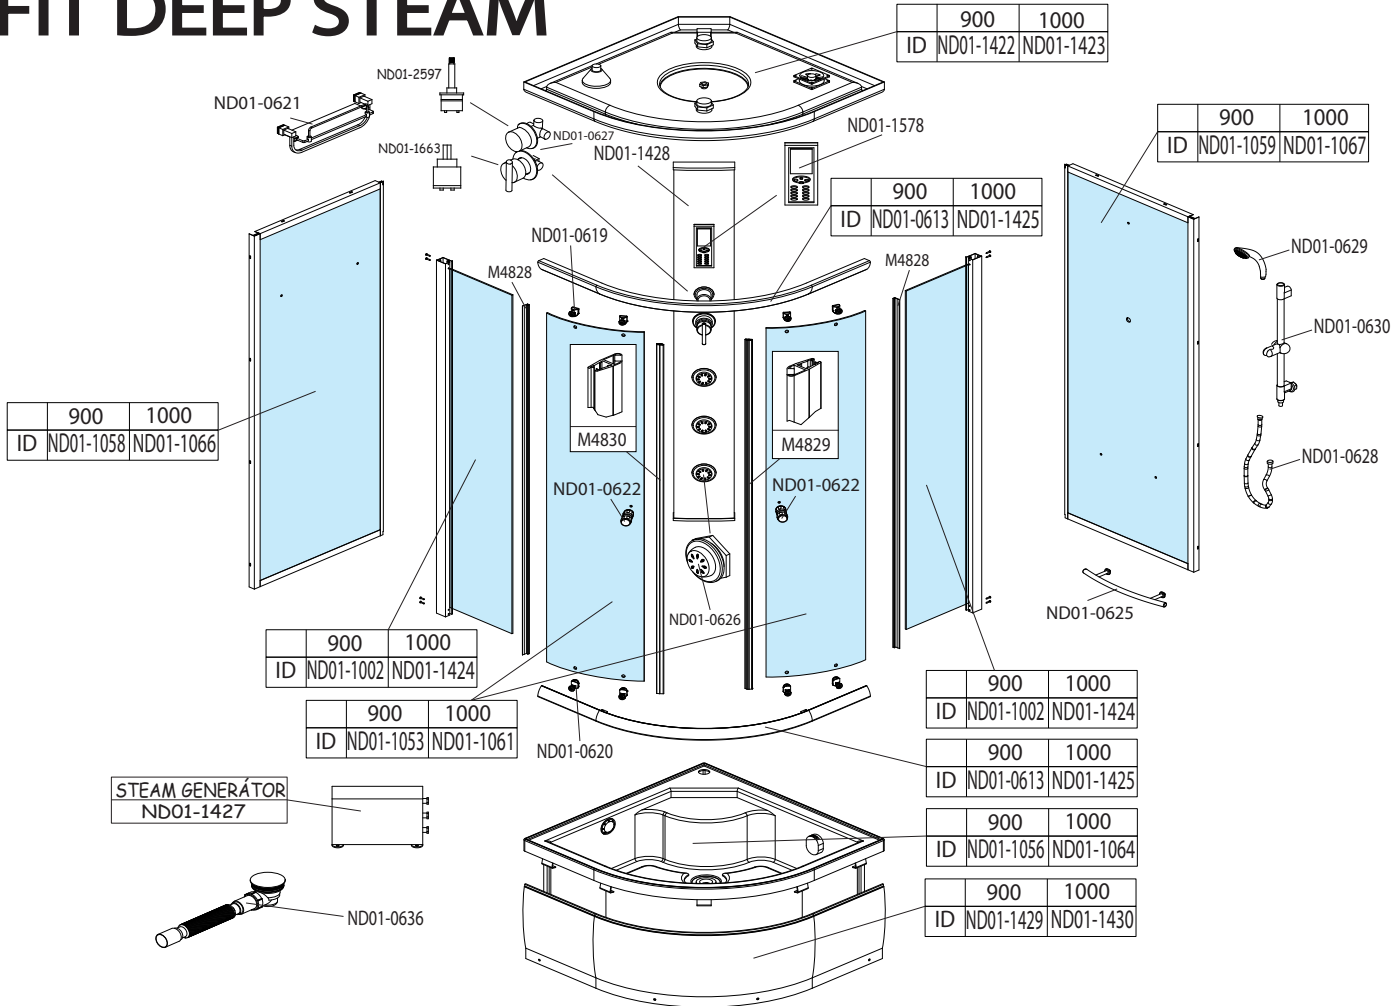 FIT DEEP STEAM
900 1000
ID ND01-1422 ND01-1423
ND01-2597
ND01-0621
ND01-0627
ND01-1663
ND01-1428
ND01-1578
900 1000
ID ND01-1059 ND01-1067
900 1000
ID ND01-0613 ND01-1425
ND01-0619
M4828
M4828
ND01-0629
ND01-0630
900 1000
ID ND01-1058 ND01-1066
M4830
M4829
ND01-0628
ND01-0622
ND01-0622
ND01-0626
ND01-0625
900 1000
ID ND01-1002 ND01-1424
900 1000
ID ND01-1053 ND01-1061
ND01-0620
900 1000
ID ND01-1002 ND01-1424
900 1000
ID ND01-0613 ND01-1425
STEAM GENERÁTOR
ND01-1427
900 1000
ID ND01-1056 ND01-1064
900 1000
ID ND01-1429 ND01-1430
ND01-0636